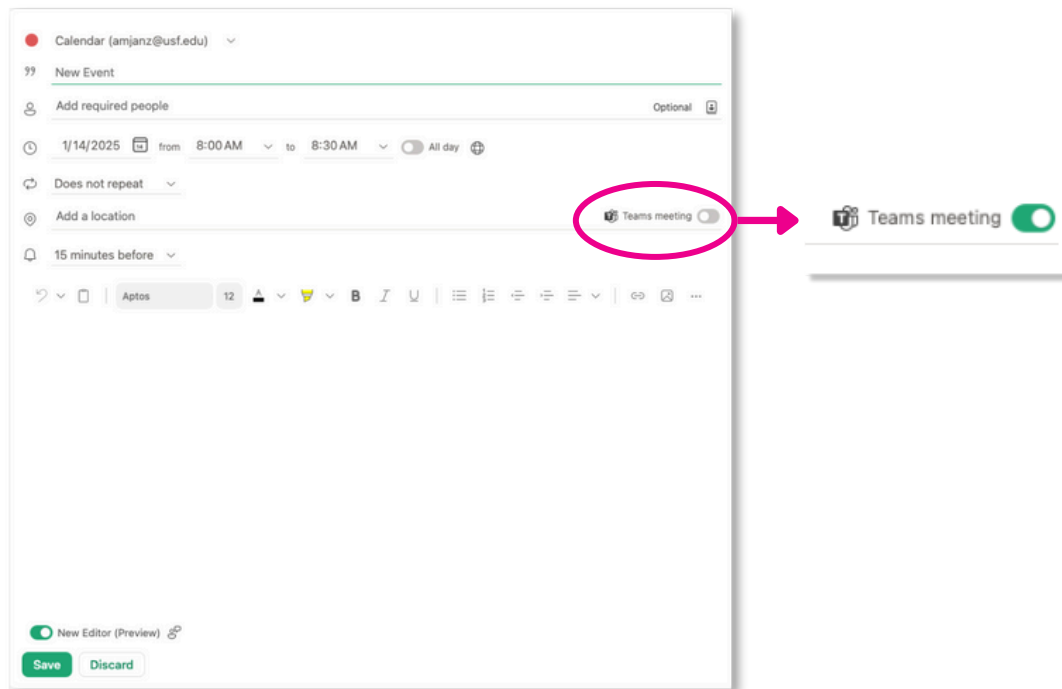 Calendar (amjanz@usf.edu)
New Event
Add required people Optional
1/14/2025 14 from 8:00 AM to 8:30 AM All day
Does not repeat
Add a location Teams meeting
Teams meeting
15 minutes before
Aptos 12 A B I U
New Editor (Preview)
Save Discard